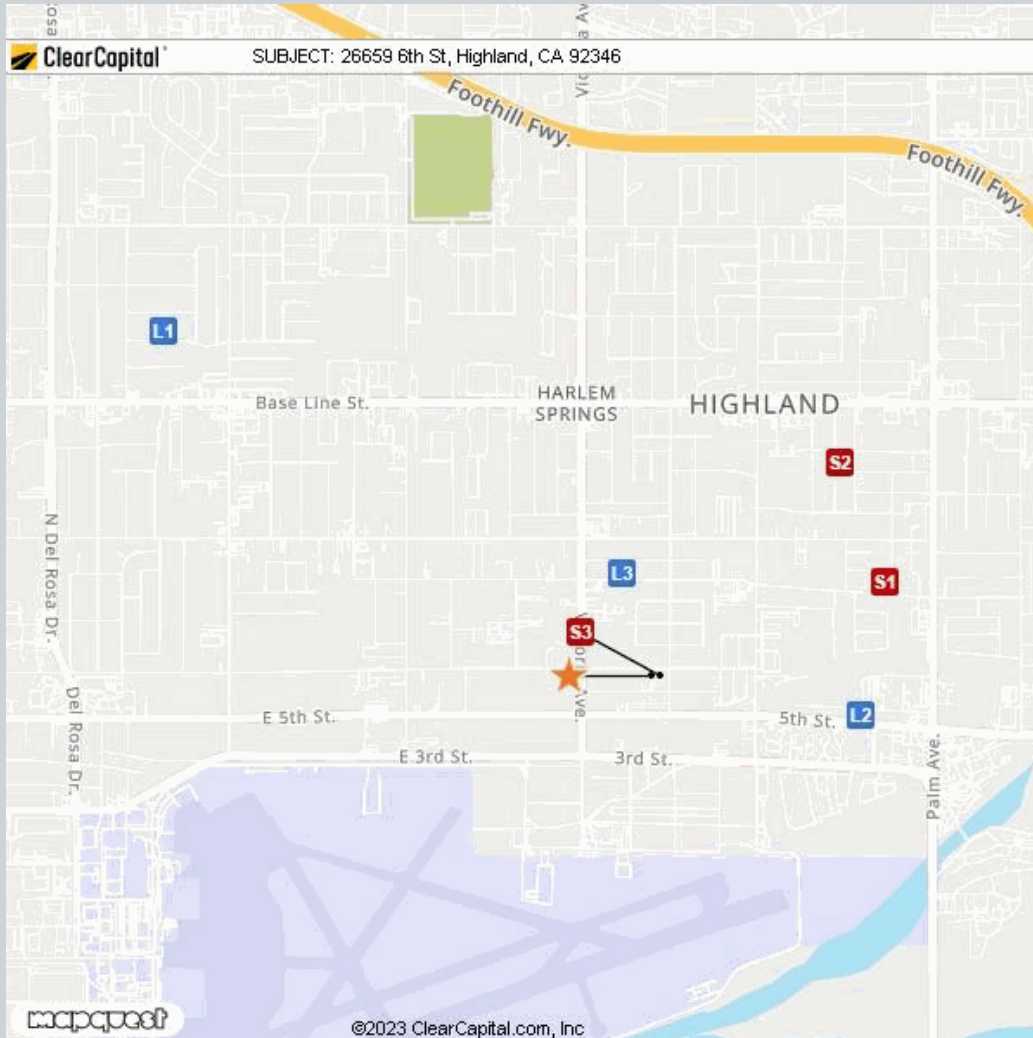 ClearCapital
SUBJECT: 26659 6th St, Highland, CA 92346
Foothill Fwy.
Foothill Fwy.
L1
Base Line St.
HARLEM
SPRINGS
HIGHLAND
S2
N Del Rosa Dr.
L3
S1
S3
Del Rosa Dr.
E 5th St.
5th St.
L2
E 3rd St.
3rd St.
Palm Ave.
mapquest
©2023 ClearCapital.com, Inc